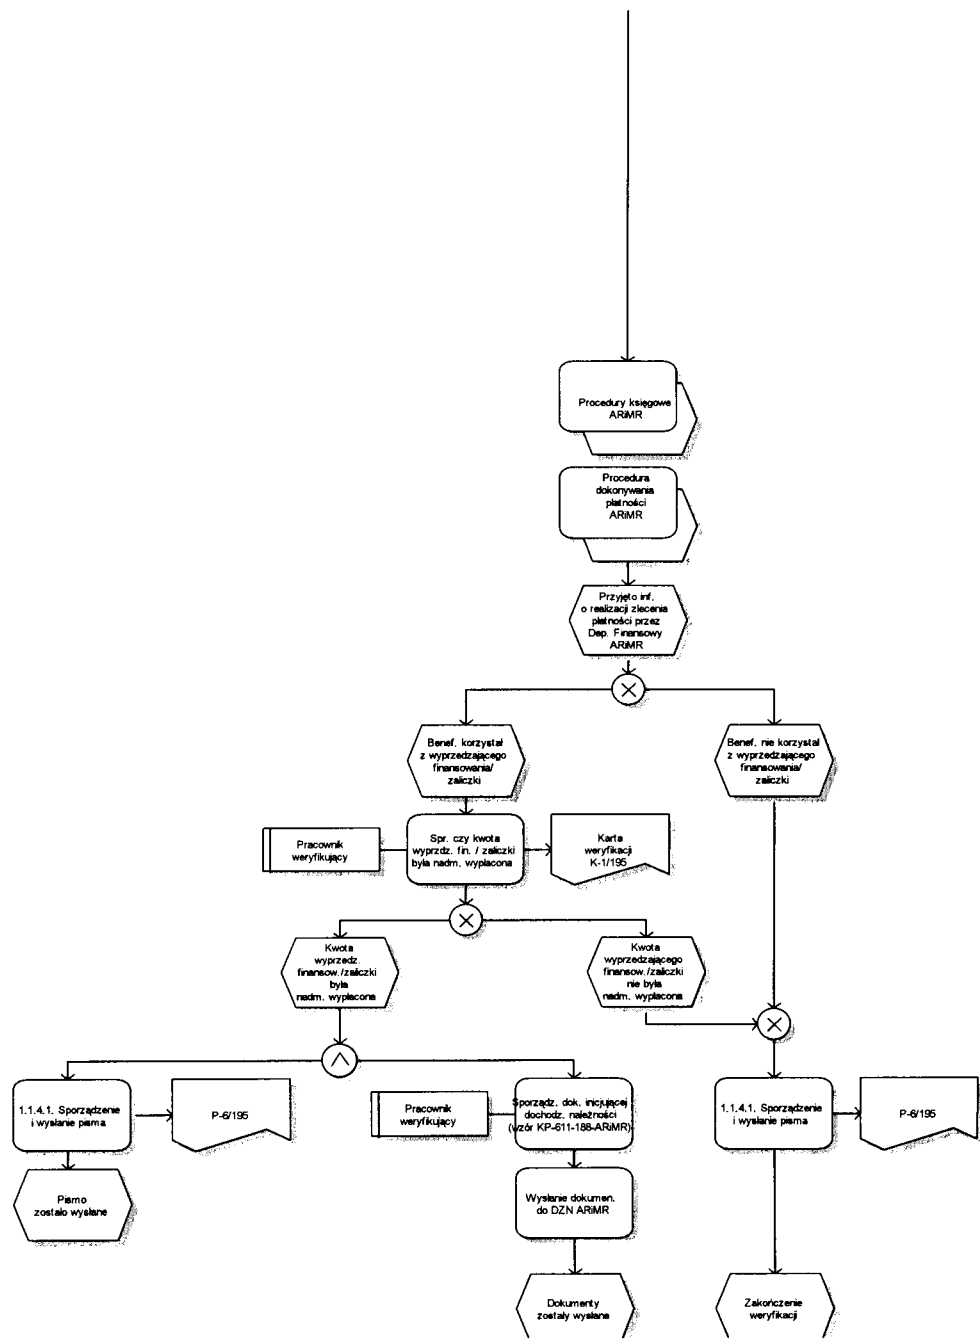 Procedury księgowe
ARiMR
Procedura
dokonywania
płatności
ARiMR
Przyjęto inf.
o realizacji zlecenia
płatności przez
Dep. Finansowy
ARiMR
Benef. korzystał
z wyprzedzającego
finansowania/
zaliczki
Benef. nie korzystał
z wyprzedzającego
finansowania/
zaliczki
Pracownik
weryfikujący
Spr. czy kwota
wyprzdz. fin. / zaliczki
była nadm. wypłacona
Karta
weryfikacji
K-1/195
Kwota
wyprzedz.
finansow./zaliczki
była
nadm. wypłacona
Kwota
wyprzedzającego
finansow./zaliczki
nie była
nadm. wypłacona
1.1.4.1. Sporządzenie
i wysłanie pisma
P-6/195
Pracownik
weryfikujący
Sporządz. dok. inicjującej
dochodz. należności
(wzór KP-611-188-ARiMR)
1.1.4.1. Sporządzenie
i wysłanie pisma
P-6/195
Pismo
zostało wysłane
Wysłanie dokumen.
do DZN ARiMR
Dokumenty
zostały wysłane
Zakończenie
weryfikacji